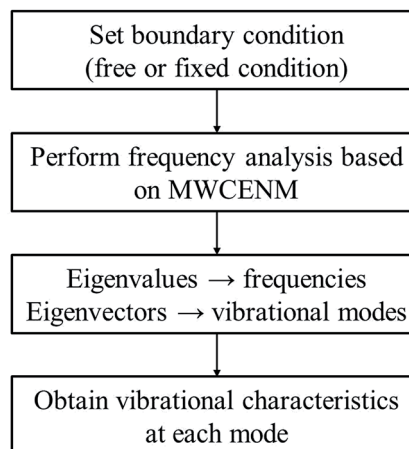 Set boundary condition
(free or fixed condition)
Perform frequency analysis based
on MWCENM
Eigenvalues → frequencies
Eigenvectors → vibrational modes
Obtain vibrational characteristics
at each mode